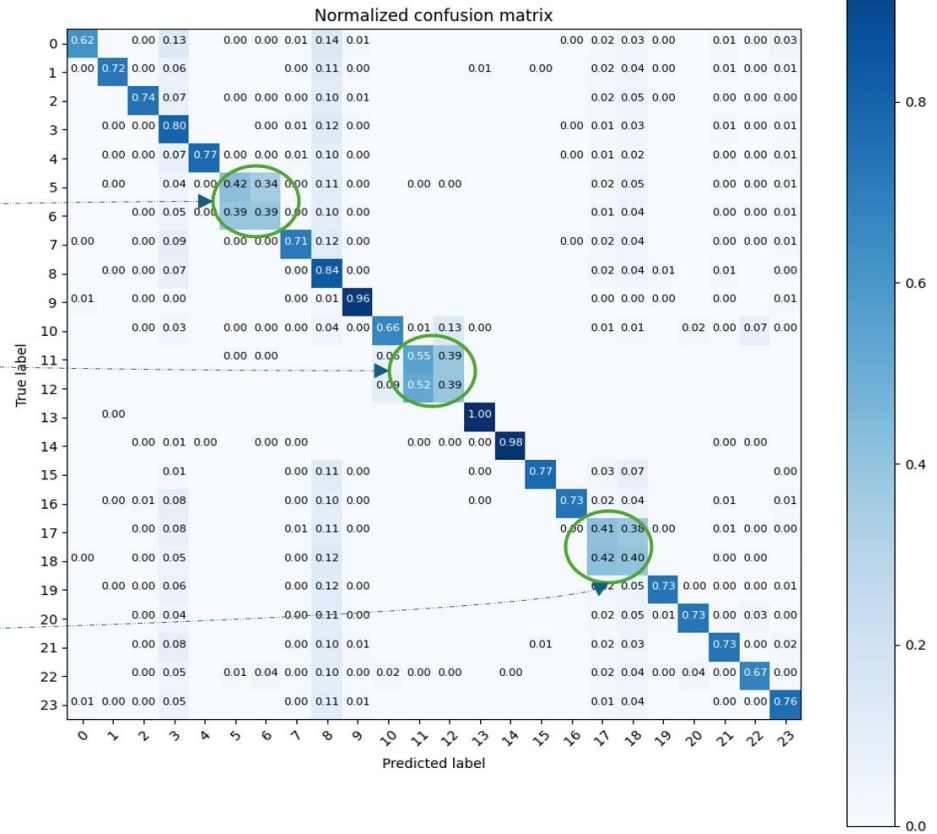 Normalized confusion matrix
0 0.62 0.00 0.13 0.00 0.00 0.01 0.14 0.01 0.00 0.02 0.03 0.00 0.01 0.00 0.03
1 0.00 0.72 0.00 0.06 0.00 0.11 0.00 0.01 0.00 0.02 0.04 0.00 0.01 0.00 0.01
2 0.74 0.07 0.00 0.00 0.00 0.10 0.01 0.02 0.05 0.00 0.00 0.00 0.00
3 0.00 0.00 0.80 0.00 0.01 0.12 0.00 0.00 0.01 0.03 0.01 0.00 0.01
4 0.00 0.00 0.07 0.77 0.00 0.00 0.01 0.10 0.00 0.00 0.01 0.02 0.00 0.00 0.01
5 0.00 0.04 0.00 0.42 0.34 0.00 0.11 0.00 0.00 0.00 0.02 0.05 0.00 0.00 0.01
6 0.00 0.05 0.00 0.39 0.39 0.00 0.10 0.00 0.01 0.04 0.00 0.00 0.01
7 0.00 0.00 0.09 0.00 0.00 0.71 0.12 0.00 0.00 0.02 0.04 0.00 0.00 0.01
8 0.00 0.00 0.07 0.00 0.84 0.00 0.02 0.04 0.01 0.01 0.00
9 0.01 0.00 0.00 0.00 0.01 0.96 0.00 0.00 0.00 0.00 0.01
10 0.00 0.03 0.00 0.00 0.00 0.04 0.00 0.66 0.01 0.13 0.00 0.01 0.01 0.02 0.00 0.07 0.00
11 0.00 0.00 0.06 0.55 0.39
12 0.09 0.52 0.39
13 0.00 1.00
14 0.00 0.01 0.00 0.00 0.00 0.00 0.00 0.00 0.98 0.00 0.00
15 0.01 0.00 0.11 0.00 0.00 0.77 0.03 0.07 0.00
16 0.00 0.01 0.08 0.00 0.10 0.00 0.00 0.73 0.02 0.04 0.01 0.01
17 0.00 0.08 0.01 0.11 0.00 0.00 0.41 0.38 0.00 0.01 0.00 0.00
18 0.00 0.00 0.05 0.00 0.12 0.42 0.40 0.00 0.00
19 0.00 0.00 0.06 0.00 0.12 0.00 0.05 0.73 0.00 0.00 0.00 0.01
20 0.00 0.04 0.00 0.11 0.00 0.02 0.05 0.01 0.73 0.00 0.03 0.00
21 0.00 0.08 0.00 0.10 0.01 0.01 0.02 0.03 0.73 0.00 0.02
22 0.00 0.05 0.01 0.04 0.00 0.10 0.00 0.02 0.00 0.00 0.00 0.02 0.04 0.00 0.04 0.00 0.67 0.00
23 0.01 0.00 0.00 0.05 0.00 0.11 0.01 0.01 0.04 0.00 0.00 0.76
0 1 2 3 4 5 6 7 8 9 10 11 12 13 14 15 16 17 18 19 20 21 22 23
Predicted label
True label
0.8
0.6
0.4
0.2
0.0